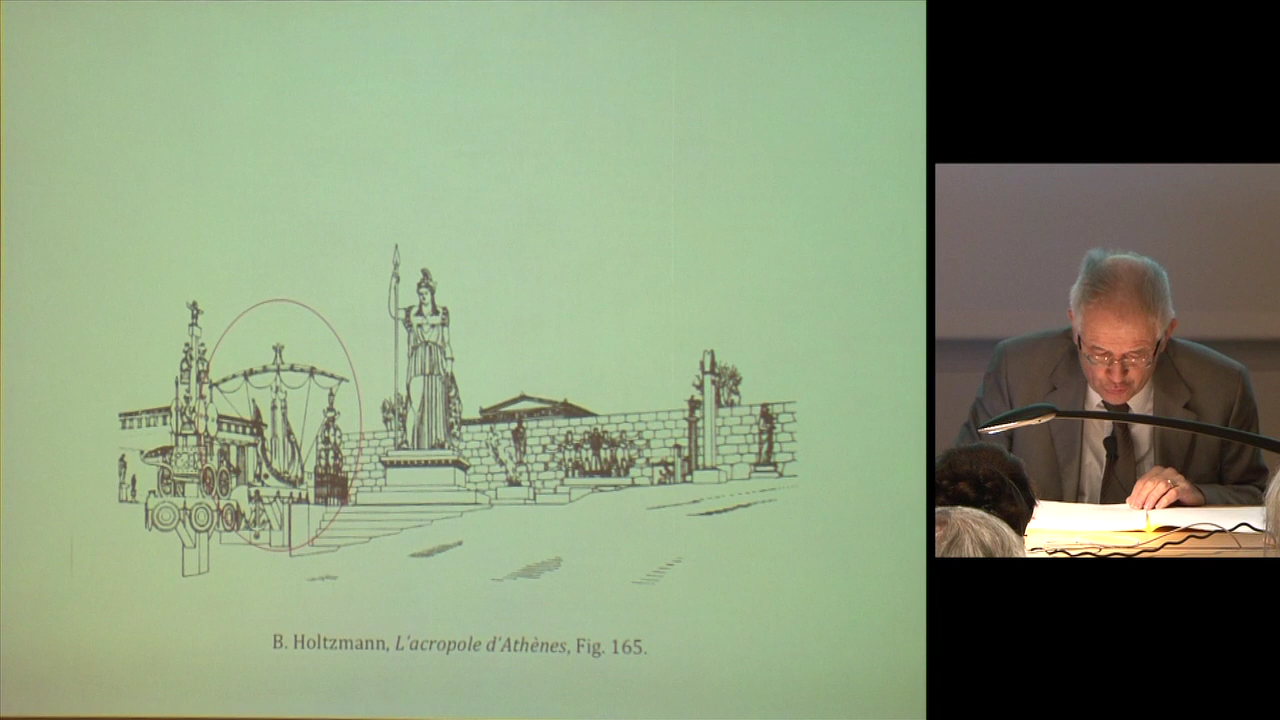 B. Holtzmann, L'acropole d'Athènes, Fig. 165.